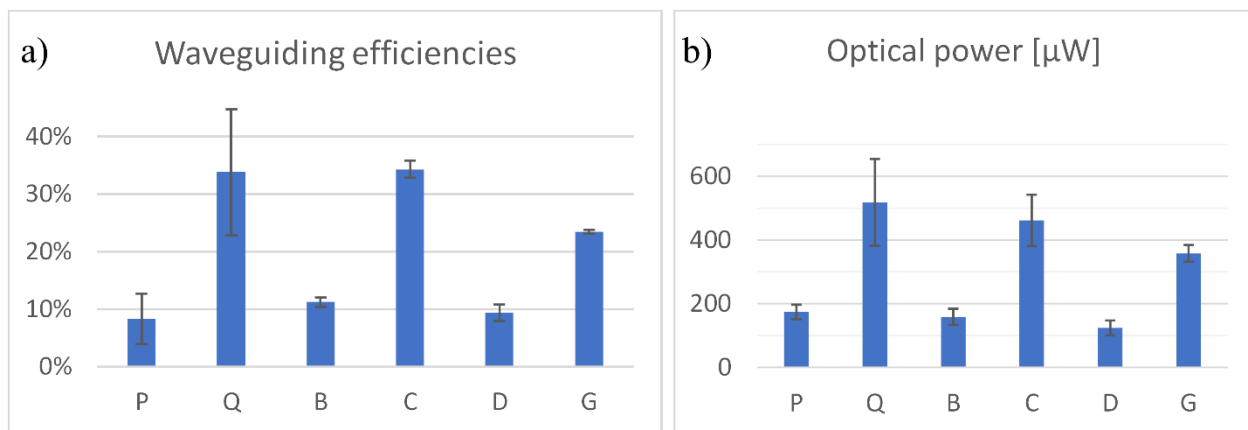 a)
Waveguiding efficiencies
40%
30%
20%
10%
0%
P Q B C D G
b)
Optical power [µW]
600
400
200
0
P Q B C D G